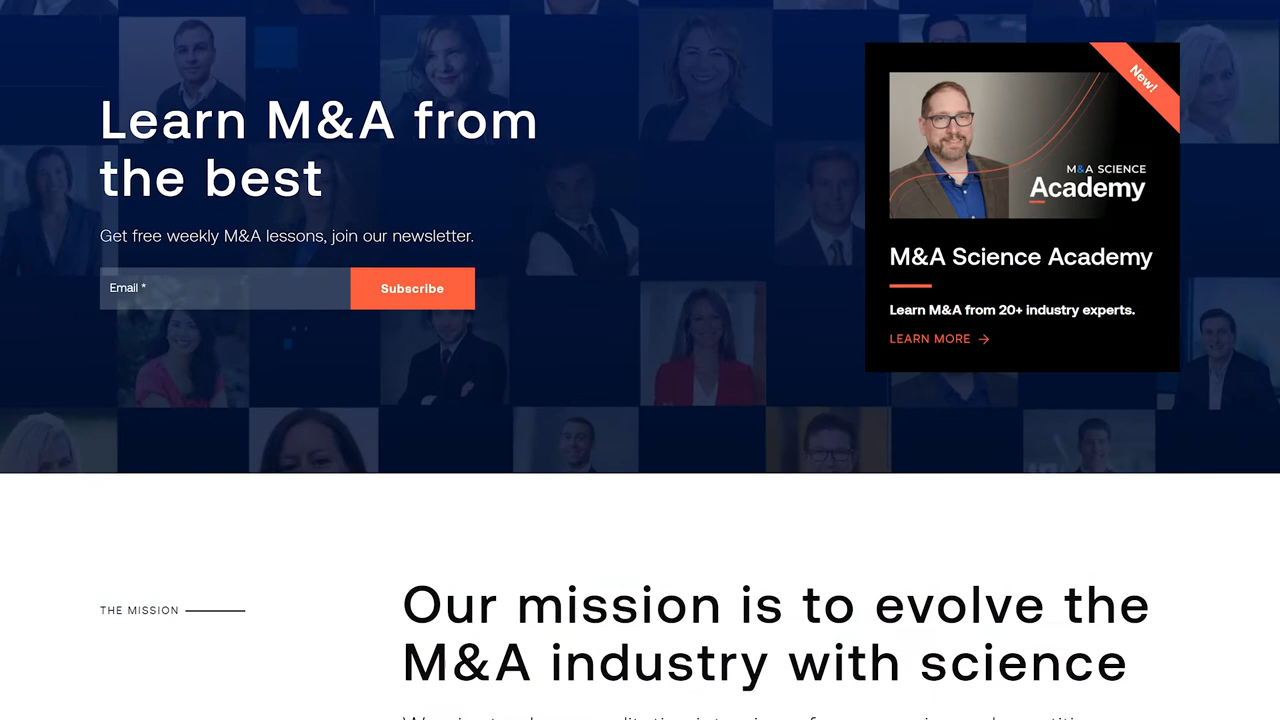 Learn M&A from
the best
Get free weekly M&A lessons, join our newsletter.
Email *
Subscribe
New!
M&A SCIENCE
Academy
M&A Science Academy
Learn M&A from 20+ industry experts.
LEARN MORE →
THE MISSION
Our mission is to evolve the
M&A industry with science